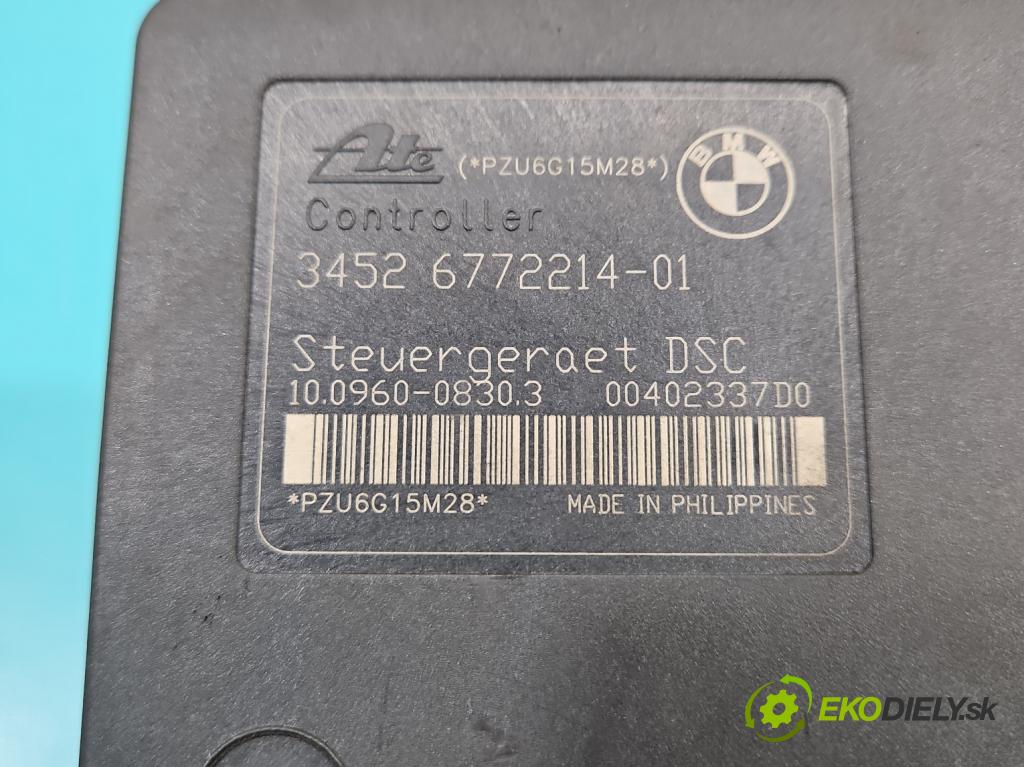 Ate (*PZU6G15M28*) BMW
Controller
3452 6772214-01
Steuergeraet DSC
10.0960-0830.3 00402337D0
*PZU6G15M28* MADE IN PHILIPPINES
EKODIELY.sk